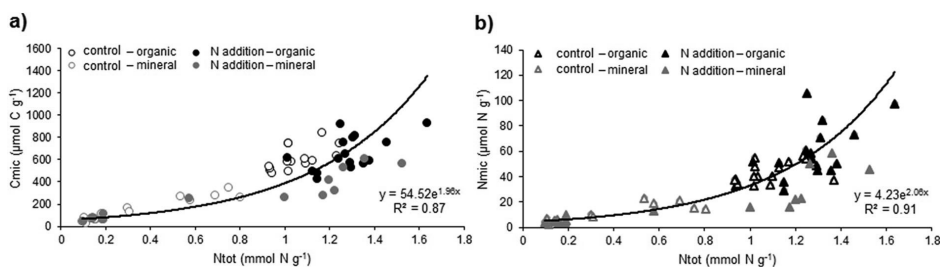 a)
control – organic
N addition – organic
control – mineral
N addition – mineral
Cmic (µmol C g⁻¹)
1600
1400
1200
1000
800
600
400
200
0
0 0.2 0.4 0.6 0.8 1 1.2 1.4 1.6 1.8
Ntot (mmol N g⁻¹)
y = 54.52e^1.96x
R² = 0.87
b)
control – organic
N addition – organic
control – mineral
N addition – mineral
Nmic (µmol N g⁻¹)
140
120
100
80
60
40
20
0
0 0.2 0.4 0.6 0.8 1 1.2 1.4 1.6 1.8
Ntot (mmol N g⁻¹)
y = 4.23e^2.06x
R² = 0.91